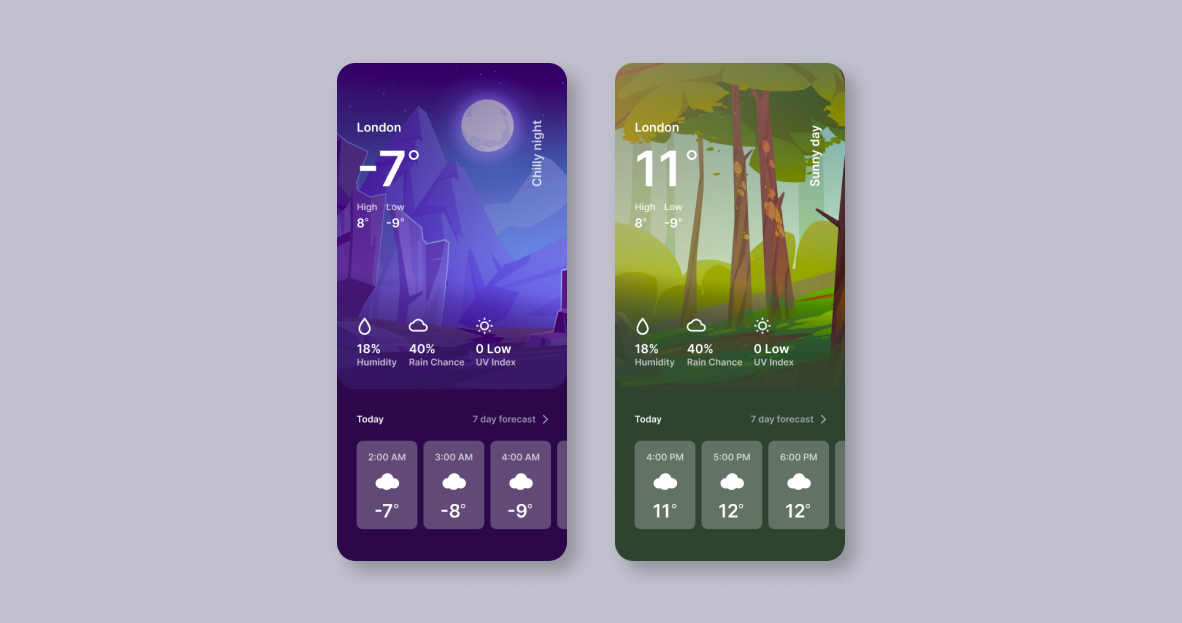 London
-7°
Chilly night
High Low
8° -9°
18% 40% 0 Low
Humidity Rain Chance UV Index
Today 7 day forecast
2:00 AM 3:00 AM 4:00 AM
-7° -8° -9°
London
11°
Sunny day
High Low
8° -9°
18% 40% 0 Low
Humidity Rain Chance UV Index
Today 7 day forecast
4:00 PM 5:00 PM 6:00 PM
11° 12° 12°